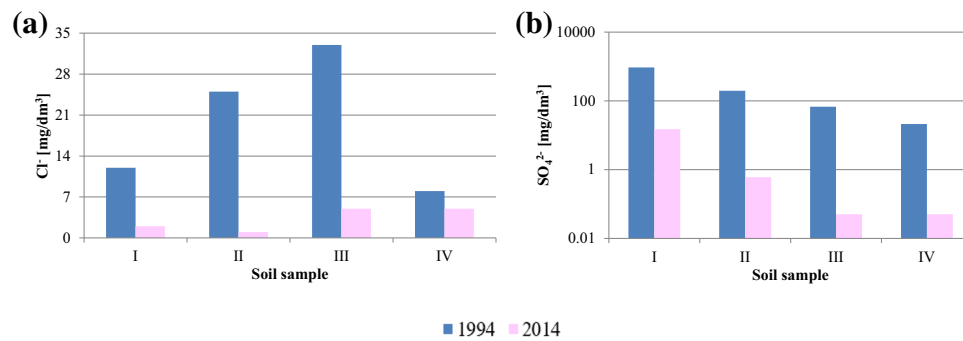 (a)
Cl⁻ [mg/dm³]
35
28
21
14
7
0
I II III IV
Soil sample
(b)
SO₄²⁻ [mg/dm³]
10000
100
1
0.01
I II III IV
Soil sample
1994 2014